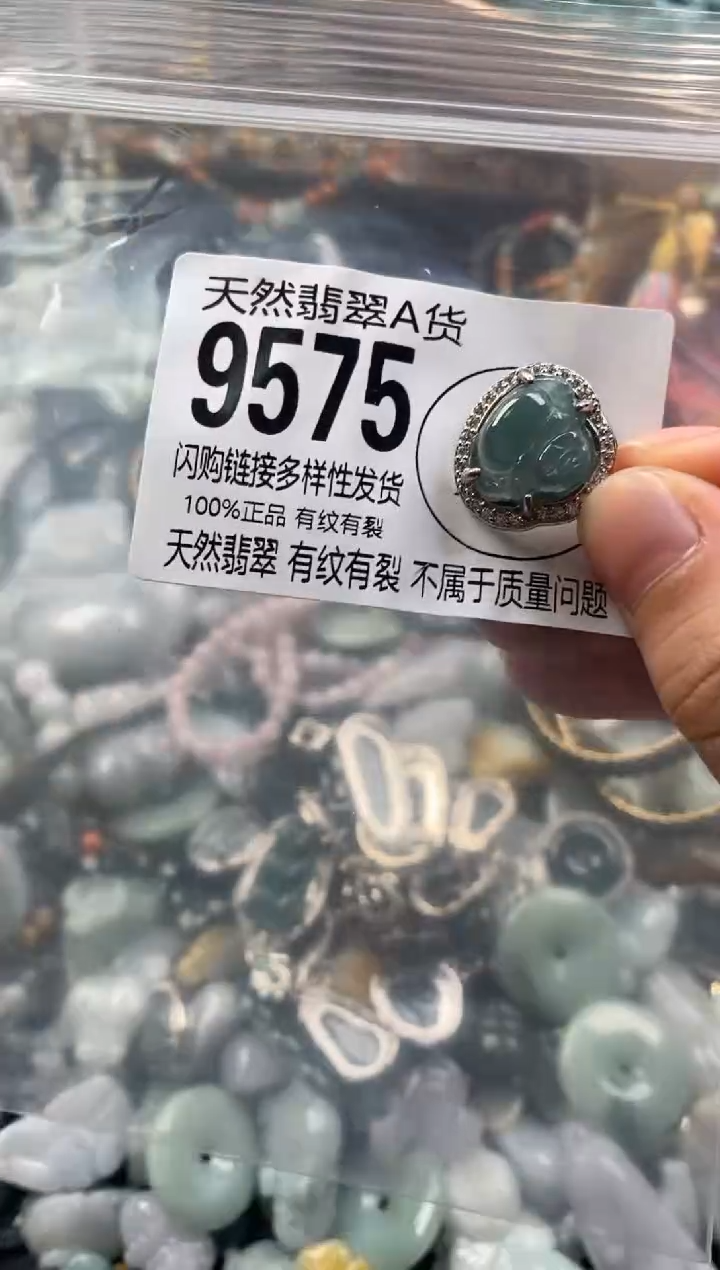 天然翡翠A货
9575
闪购链接多样性发货
100%正品 有纹有裂
天然翡翠 有纹有裂 不属于质量问题